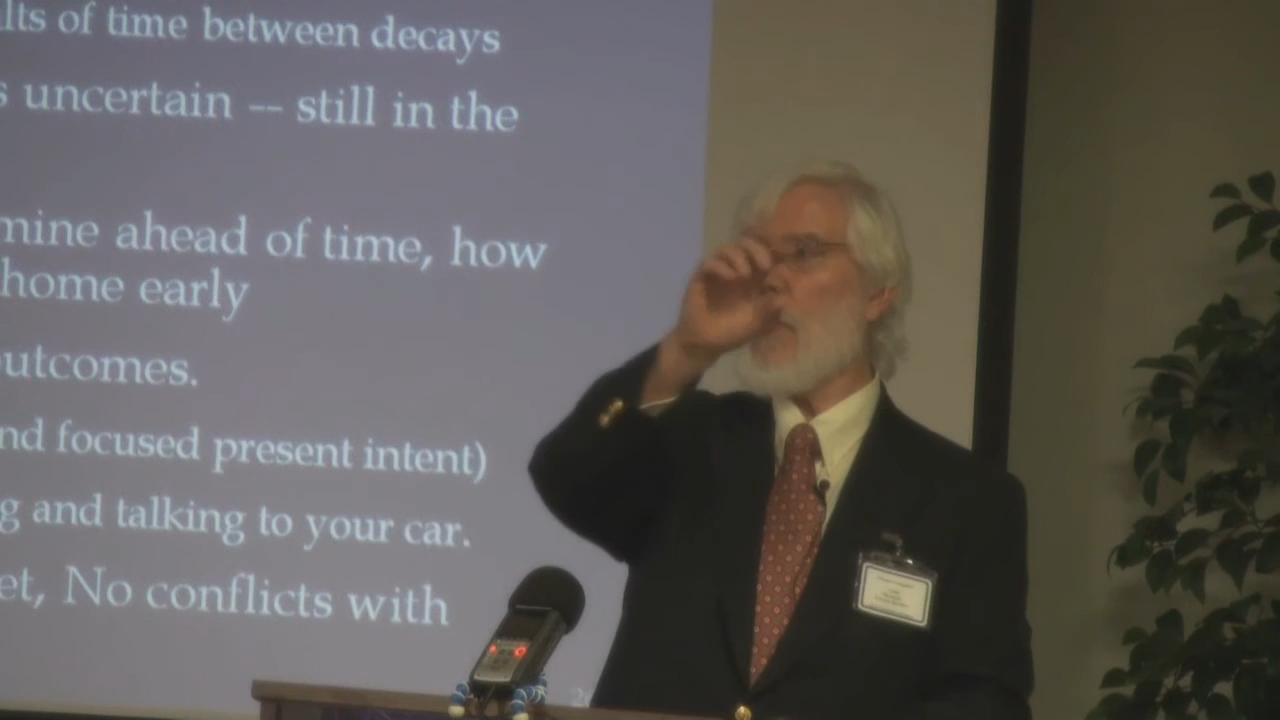 lts of time between decays
s uncertain -- still in the
mine ahead of time, how
home early
outcomes.
nd focused present intent)
g and talking to your car.
et, No conflicts with